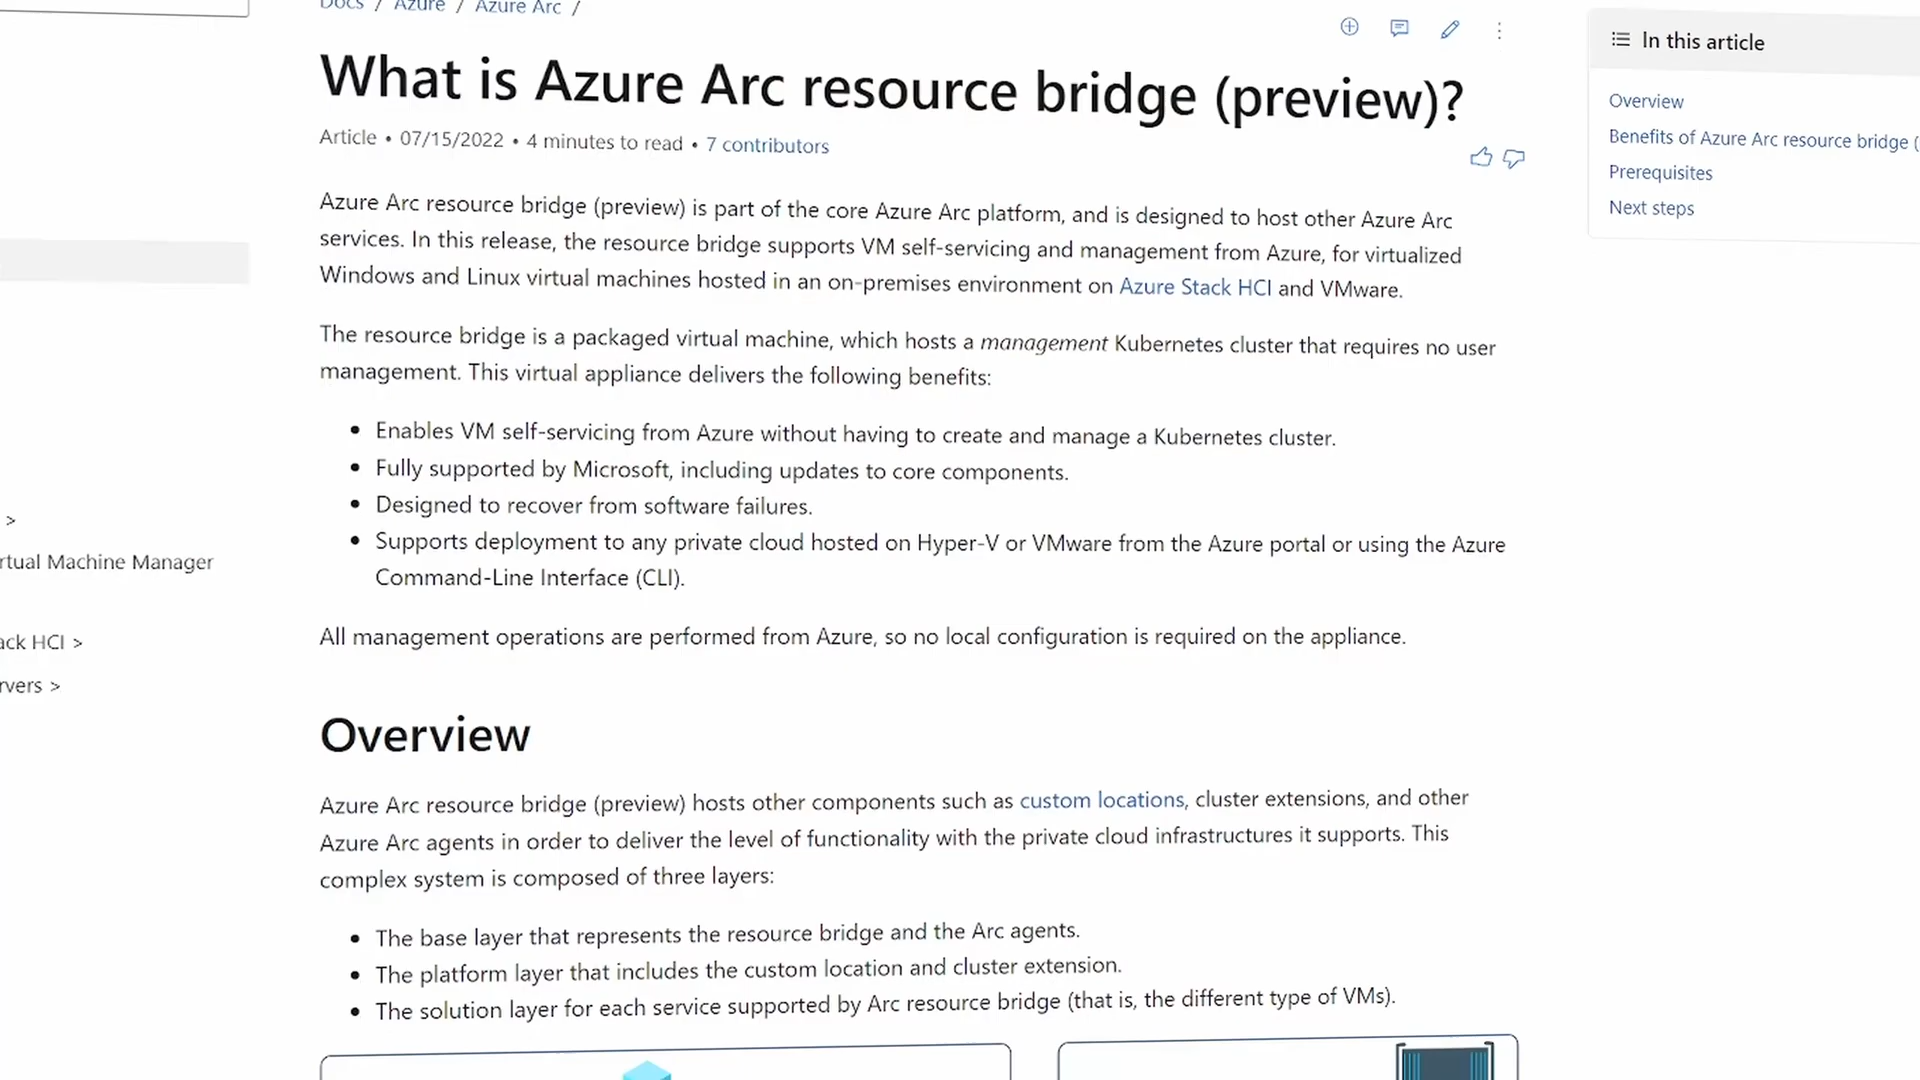 Docs / Azure / Azure Arc /
What is Azure Arc resource bridge (preview)?
Article • 07/15/2022 • 4 minutes to read • 7 contributors
Azure Arc resource bridge (preview) is part of the core Azure Arc platform, and is designed to host other Azure Arc
services. In this release, the resource bridge supports VM self-servicing and management from Azure, for virtualized
Windows and Linux virtual machines hosted in an on-premises environment on Azure Stack HCI and VMware.
The resource bridge is a packaged virtual machine, which hosts a management Kubernetes cluster that requires no user
management. This virtual appliance delivers the following benefits:
• Enables VM self-servicing from Azure without having to create and manage a Kubernetes cluster.
• Fully supported by Microsoft, including updates to core components.
• Designed to recover from software failures.
• Supports deployment to any private cloud hosted on Hyper-V or VMware from the Azure portal or using the Azure
Command-Line Interface (CLI).
All management operations are performed from Azure, so no local configuration is required on the appliance.
Overview
Azure Arc resource bridge (preview) hosts other components such as custom locations, cluster extensions, and other
Azure Arc agents in order to deliver the level of functionality with the private cloud infrastructures it supports. This
complex system is composed of three layers:
• The base layer that represents the resource bridge and the Arc agents.
• The platform layer that includes the custom location and cluster extension.
• The solution layer for each service supported by Arc resource bridge (that is, the different type of VMs).
In this article
Overview
Benefits of Azure Arc resource bridge (
Prerequisites
Next steps
>
rtual Machine Manager
ack HCI >
rvers >